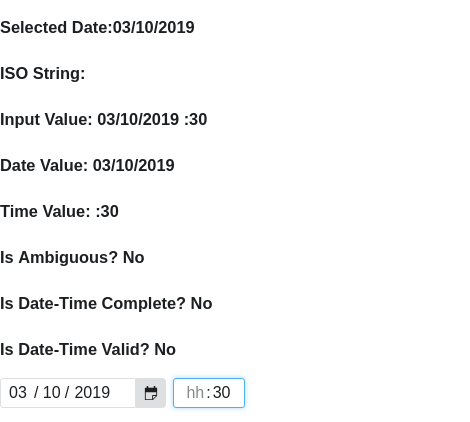 Selected Date:03/10/2019
ISO String:
Input Value: 03/10/2019 :30
Date Value: 03/10/2019
Time Value: :30
Is Ambiguous? No
Is Date-Time Complete? No
Is Date-Time Valid? No
03 / 10 / 2019 hh:30